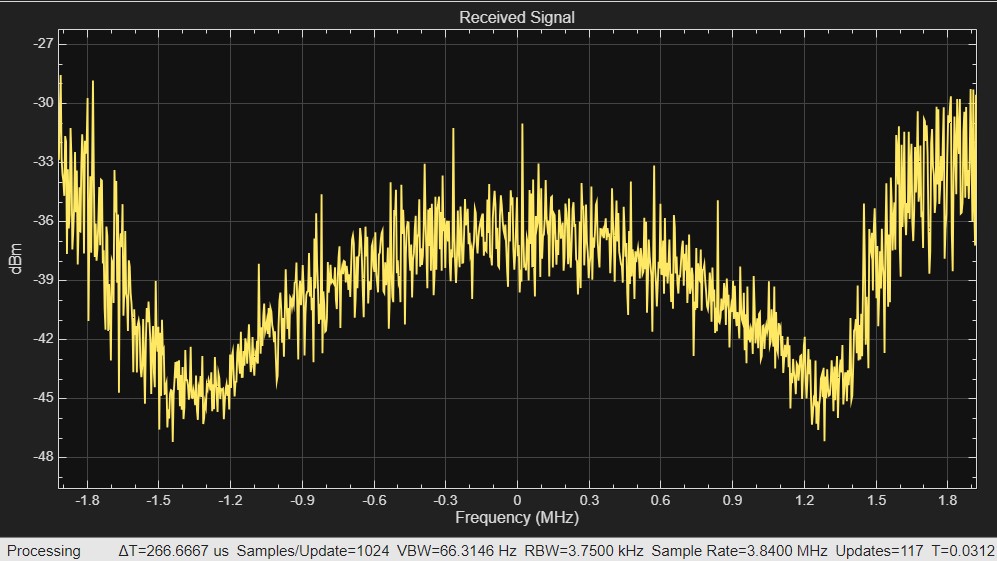 Received Signal
-27
-30
-33
-36
-39
-42
-45
-48
dBm
-1.8 -1.5 -1.2 -0.9 -0.6 -0.3 0 0.3 0.6 0.9 1.2 1.5 1.8
Frequency (MHz)
Processing ΔT=266.6667 us Samples/Update=1024 VBW=66.3146 Hz RBW=3.7500 kHz Sample Rate=3.8400 MHz Updates=117 T=0.0312